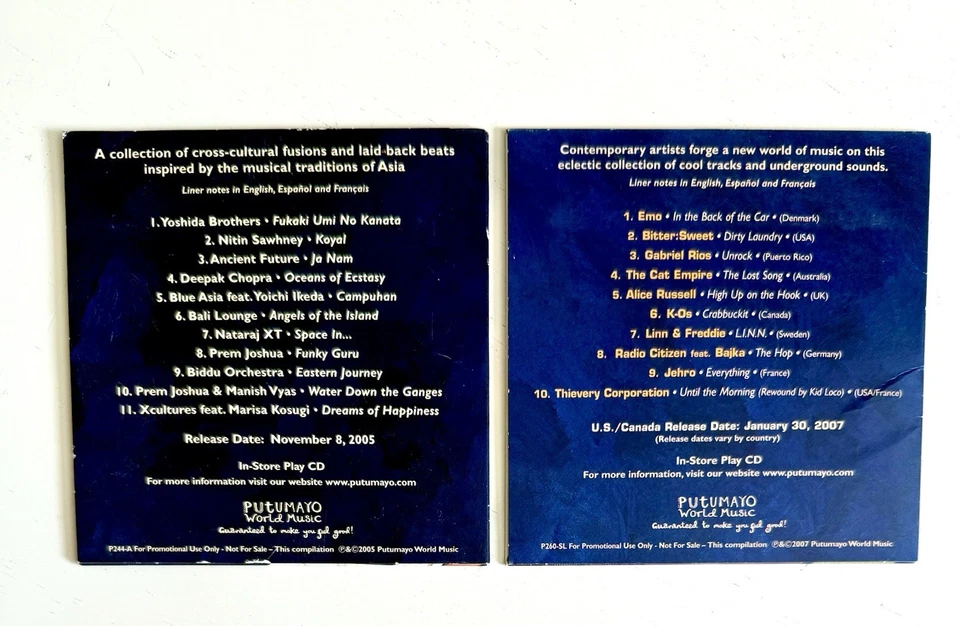 A collection of cross-cultural fusions and laid-back beats
inspired by the musical traditions of Asia
Liner notes in English, Español and Français
1. Yoshida Brothers • Fukaki Umi No Kanata
2. Nitin Sawhney • Koyal
3. Ancient Future • Ja Nam
4. Deepak Chopra • Oceans of Ecstasy
5. Blue Asia feat. Yoichi Ikeda • Campuhan
6. Bali Lounge • Angels of the Island
7. Nataraj XT • Space In...
8. Prem Joshua • Funky Guru
9. Biddu Orchestra • Eastern Journey
10. Prem Joshua & Manish Vyas • Water Down the Ganges
11. Xcultures feat. Marisa Kosugi • Dreams of Happiness
Release Date: November 8, 2005
In-Store Play CD
For more information, visit our website www.putumayo.com
PUTUMAYO
World Music
Guaranteed to make you feel good!
P244-A For Promotional Use Only - Not For Sale – This compilation ℗&©2005 Putumayo World Music
Contemporary artists forge a new world of music on this
eclectic collection of cool tracks and underground sounds.
Liner notes in English, Español and Français
1. Emo • In the Back of the Car • (Denmark)
2. Bitter:Sweet • Dirty Laundry • (USA)
3. Gabriel Rios • Unrock • (Puerto Rico)
4. The Cat Empire • The Lost Song • (Australia)
5. Alice Russell • High Up on the Hook • (UK)
6. K-Os • Crabbuckit • (Canada)
7. Linn & Freddie • L.I.N.N. • (Sweden)
8. Radio Citizen feat. Bajka • The Hop • (Germany)
9. Jehro • Everything • (France)
10. Thievery Corporation • Until the Morning (Rewound by Kid Loco) • (USA/France)
U.S./Canada Release Date: January 30, 2007
(Release dates vary by country)
In-Store Play CD
For more information, visit our website www.putumayo.com
PUTUMAYO
World Music
Guaranteed to make you feel good!
P260-SL For Promotional Use Only - Not For Sale - This compilation ℗&©2007 Putumayo World Music